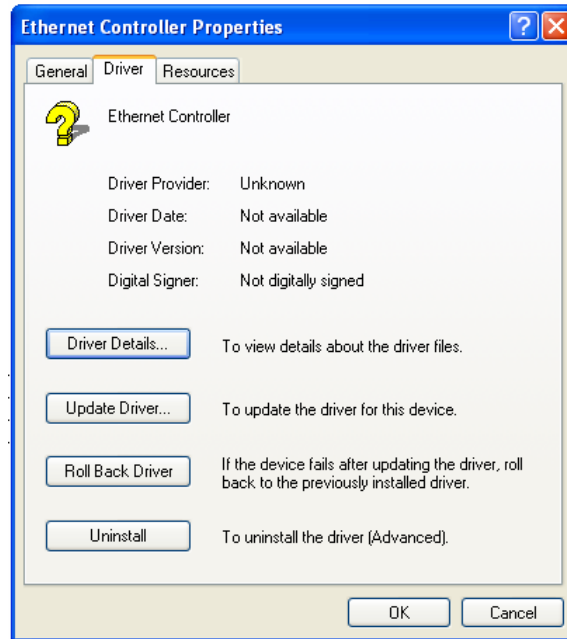 Ethernet Controller Properties
General Driver Resources
Ethernet Controller
Driver Provider: Unknown
Driver Date: Not available
Driver Version: Not available
Digital Signer: Not digitally signed
Driver Details... To view details about the driver files.
Update Driver... To update the driver for this device.
Roll Back Driver If the device fails after updating the driver, roll
back to the previously installed driver.
Uninstall To uninstall the driver (Advanced).
OK Cancel